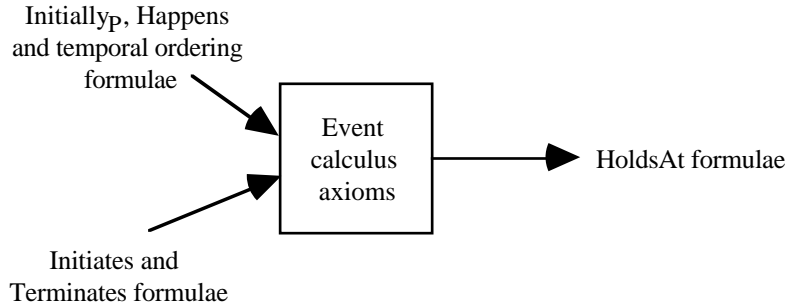 Initially_P, Happens
and temporal ordering
formulae
Event
calculus
axioms
HoldsAt formulae
Initiates and
Terminates formulae